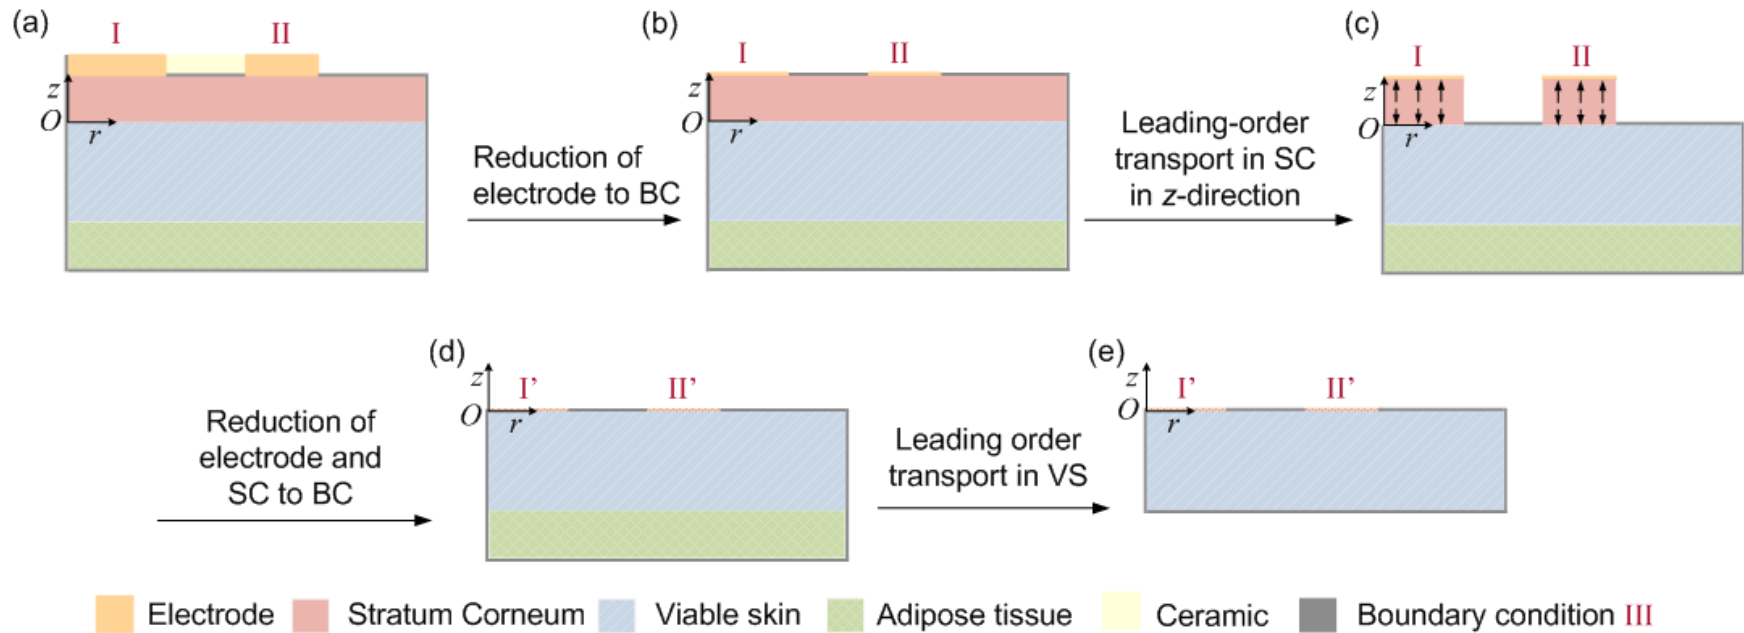 (a)
I
II
z
O
r
Reduction of
electrode to BC
(b)
I
II
z
O
r
Leading-order
transport in SC
in z-direction
(c)
I
II
z
O
r
Reduction of
electrode and
SC to BC
(d)
z
I’
II’
O
r
Leading order
transport in VS
(e)
z
I’
II’
O
r
Electrode
Stratum Corneum
Viable skin
Adipose tissue
Ceramic
Boundary condition III